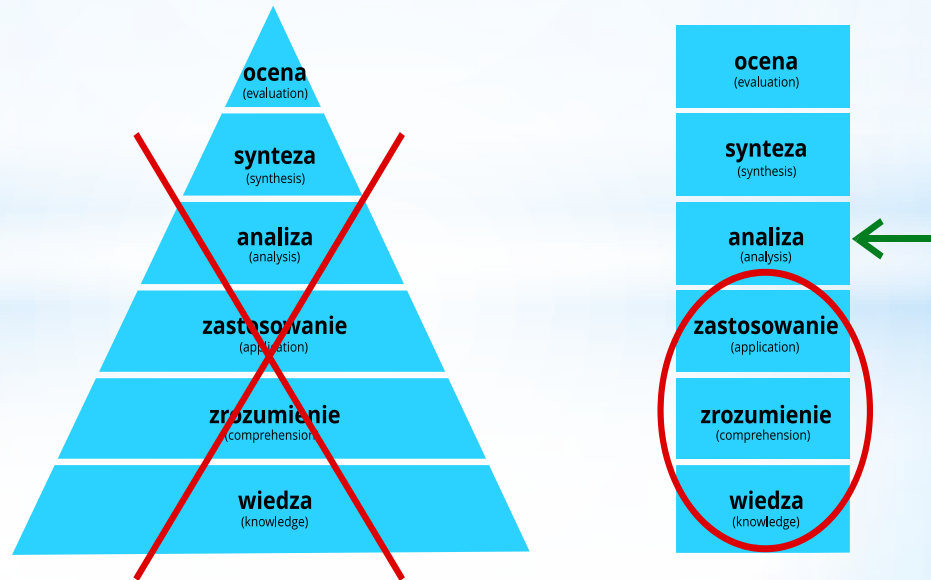 ocena
(evaluation)
synteza
(synthesis)
analiza
(analysis)
zastosowanie
(application)
zrozumienie
(comprehension)
wiedza
(knowledge)
ocena
(evaluation)
synteza
(synthesis)
analiza
(analysis)
zastosowanie
(application)
zrozumienie
(comprehension)
wiedza
(knowledge)